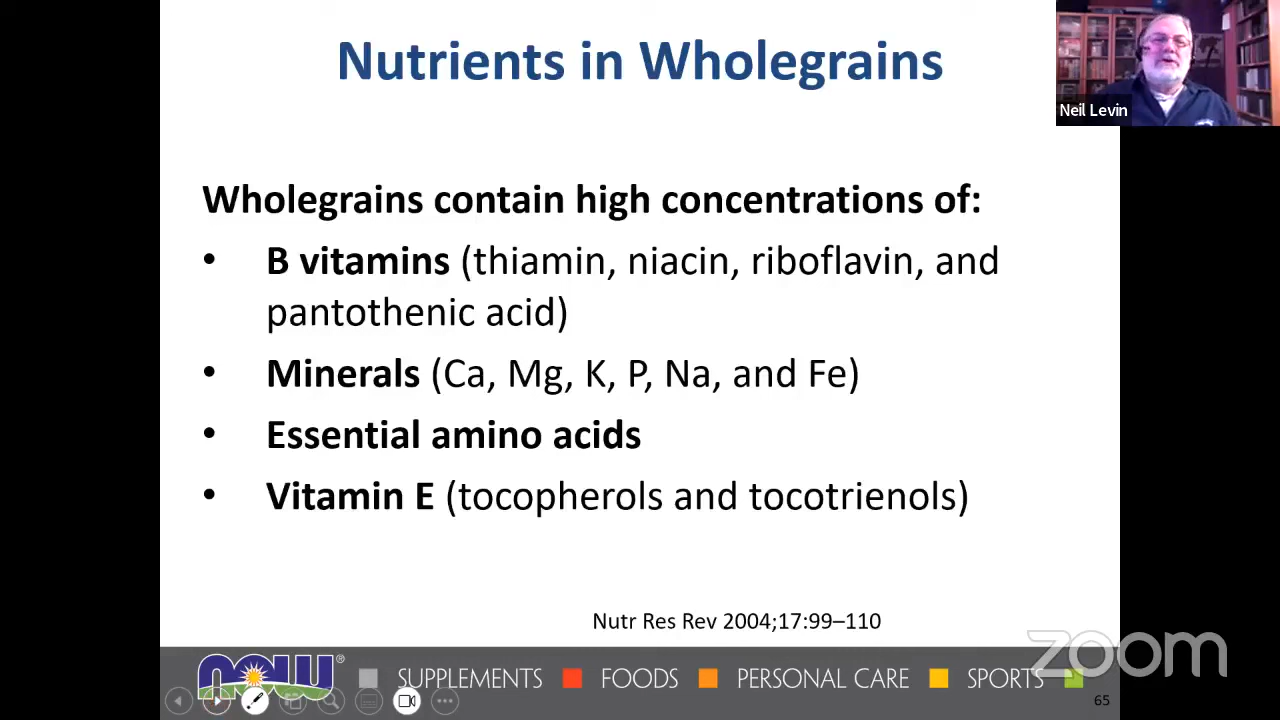 Nutrients in Wholegrains
Neil Levin
Wholegrains contain high concentrations of:
• B vitamins (thiamin, niacin, riboflavin, and
pantothenic acid)
• Minerals (Ca, Mg, K, P, Na, and Fe)
• Essential amino acids
• Vitamin E (tocopherols and tocotrienols)
Nutr Res Rev 2004;17:99–110
zoom
NOW® SUPPLEMENTS FOODS PERSONAL CARE SPORTS
65